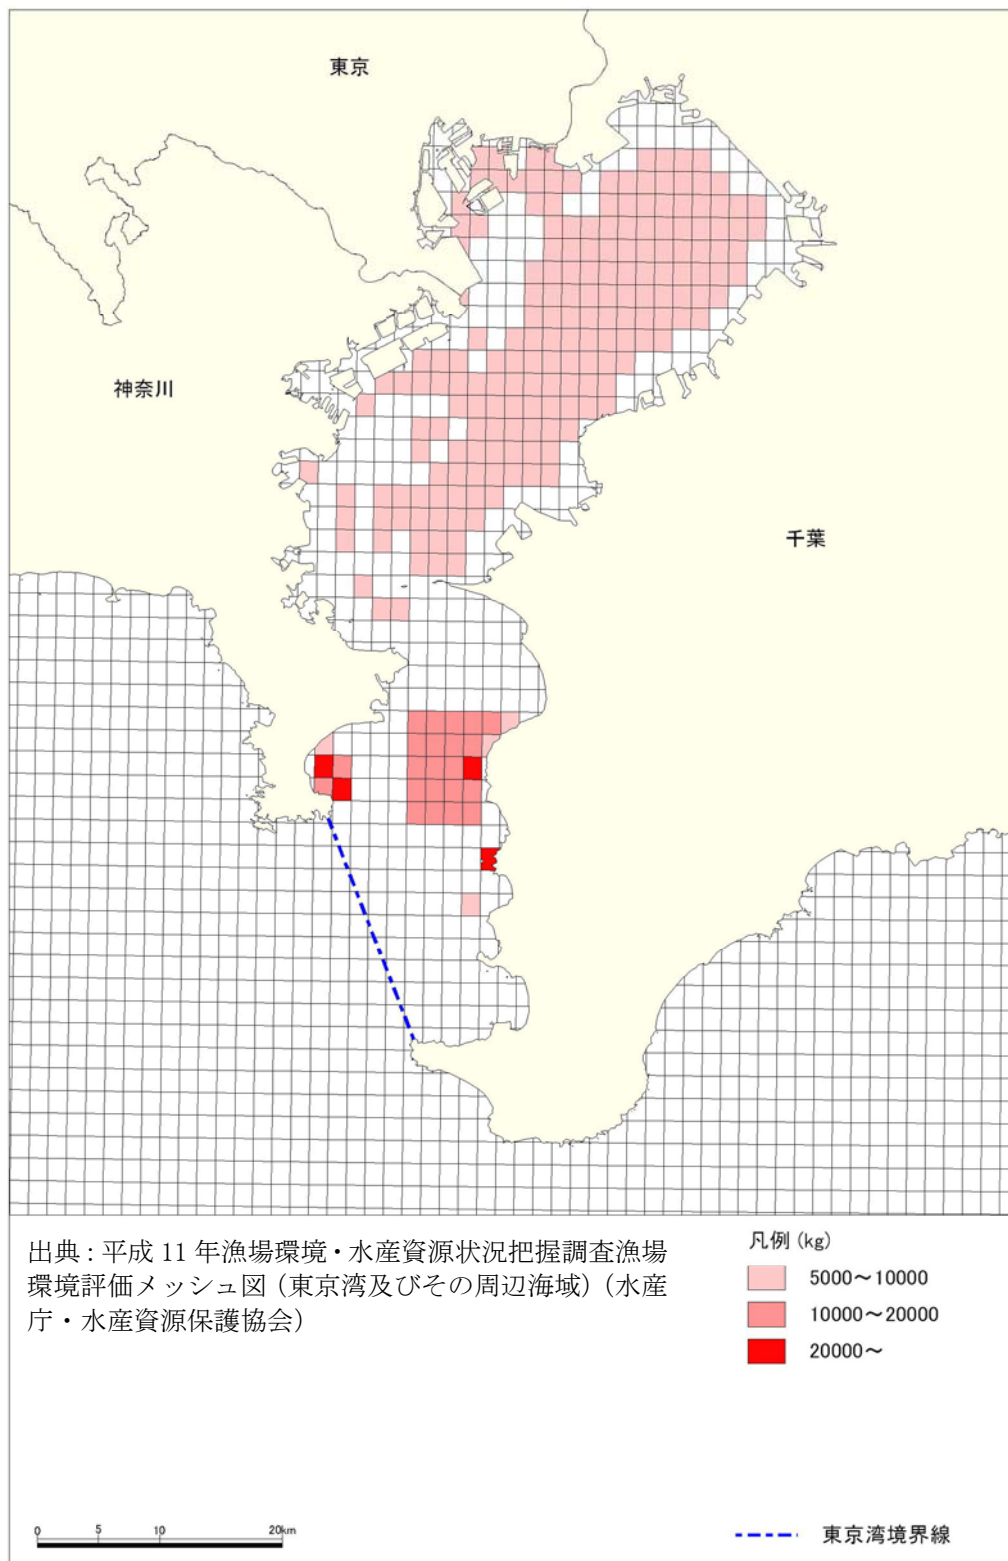 東京
神奈川
千葉
出典：平成 11 年漁場環境・水産資源状況把握調査漁場
環境評価メッシュ図（東京湾及びその周辺海域）（水産
庁・水産資源保護協会）
凡例 (kg)
5000～10000
10000～20000
20000～
0 5 10 20km
東京湾境界線